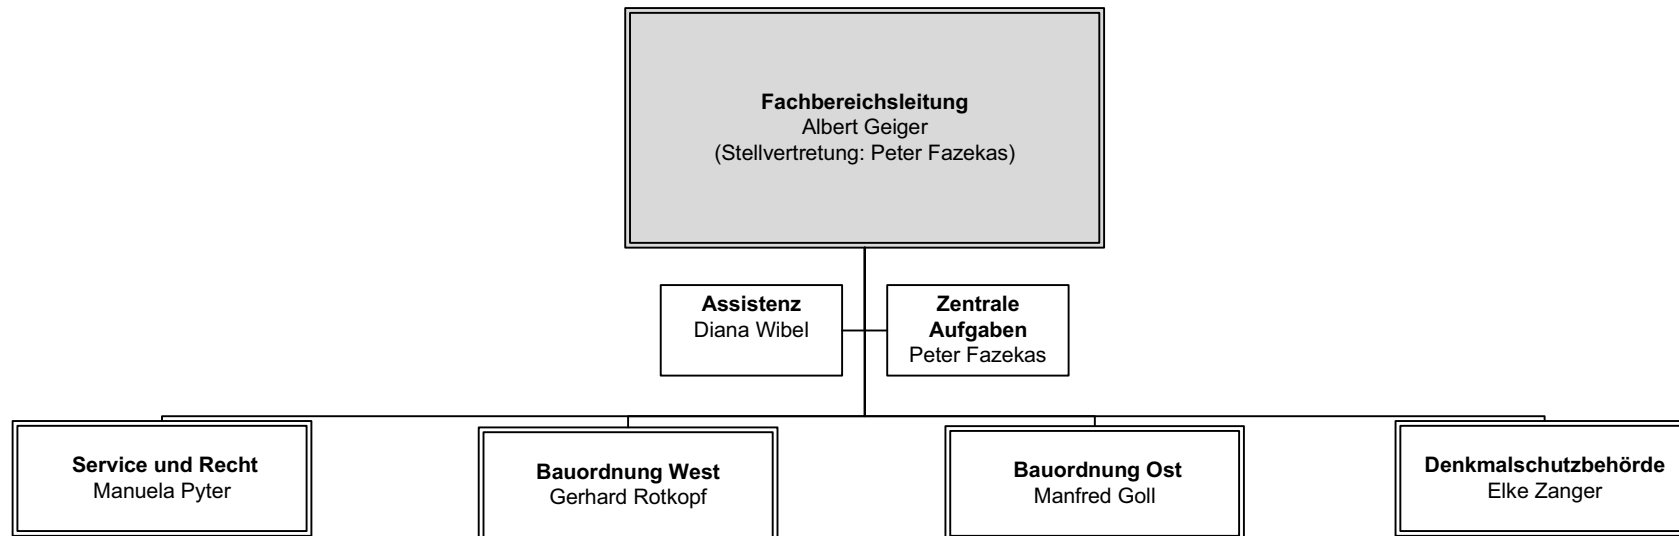 Fachbereichsleitung
Albert Geiger
(Stellvertretung: Peter Fazekas)
Assistenz
Diana Wibel
Zentrale
Aufgaben
Peter Fazekas
Service und Recht
Manuela Pyter
Bauordnung West
Gerhard Rotkopf
Bauordnung Ost
Manfred Goll
Denkmalschutzbehörde
Elke Zanger